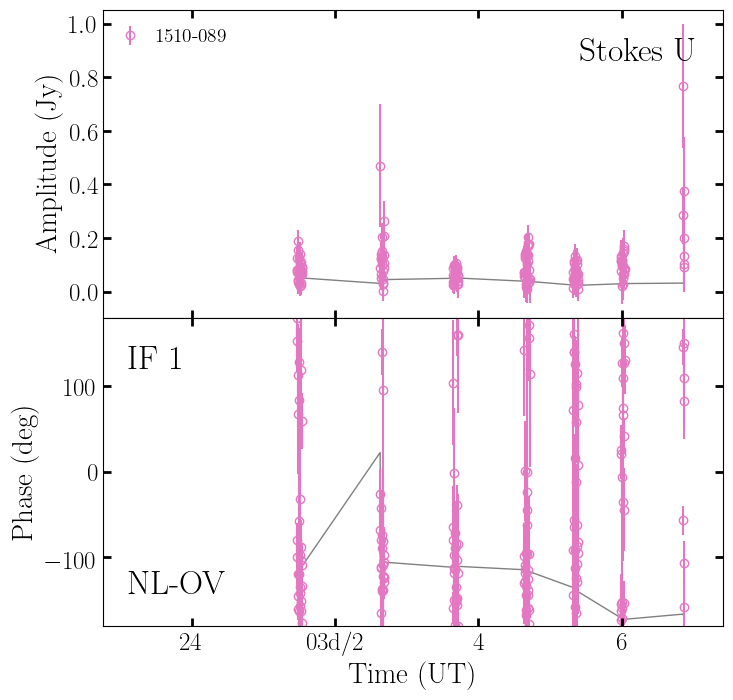 1.0
1510-089
Stokes U
0.8
0.6
0.4
0.2
0.0
Amplitude (Jy)
IF 1
100
0
−100
Phase (deg)
NL-OV
24
03d/2
4
6
Time (UT)